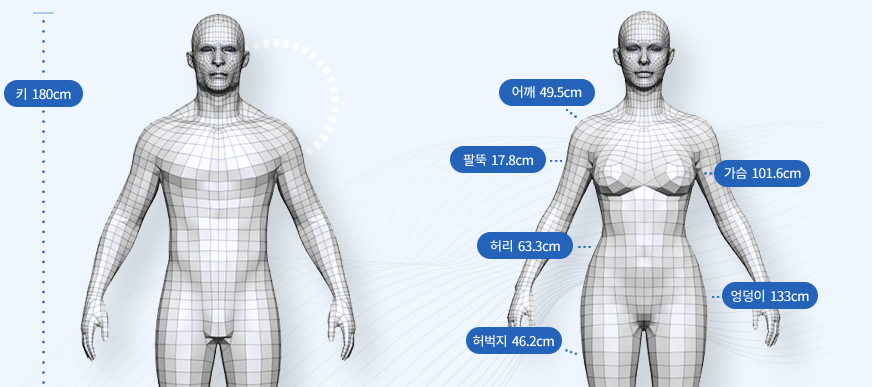 키 180cm
어깨 49.5cm
팔뚝 17.8cm
가슴 101.6cm
허리 63.3cm
엉덩이 133cm
허벅지 46.2cm